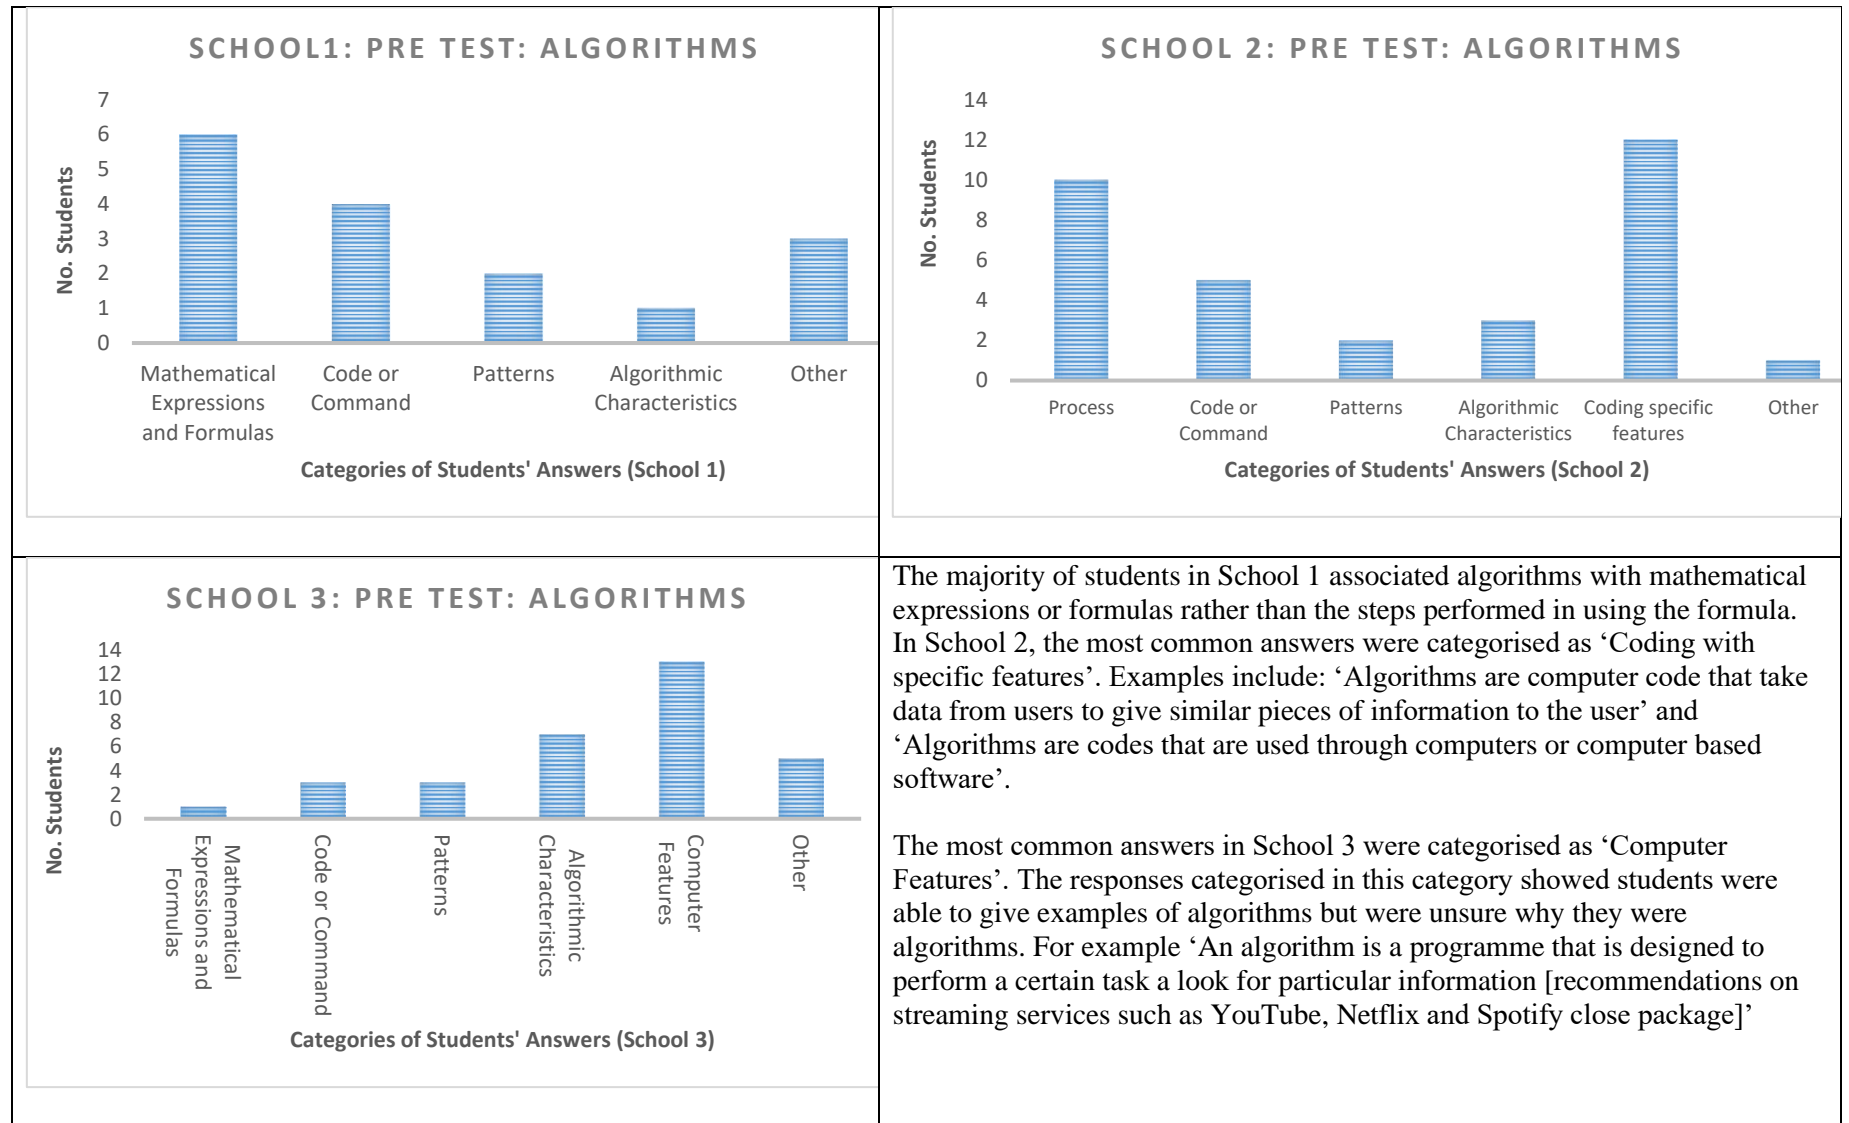 SCHOOL1: PRE TEST: ALGORITHMS
7
6
5
4
3
2
1
0
No. Students
Mathematical
Expressions
and Formulas
Code or
Command
Patterns
Algorithmic
Characteristics
Other
Categories of Students' Answers (School 1)
SCHOOL 2: PRE TEST: ALGORITHMS
14
12
10
8
6
4
2
0
No. Students
Process
Code or
Command
Patterns
Algorithmic
Characteristics
Coding specific
features
Other
Categories of Students' Answers (School 2)
SCHOOL 3: PRE TEST: ALGORITHMS
14
12
10
8
6
4
2
0
No. Students
Mathematical
Expressions and
Formulas
Code or Command
Patterns
Algorithmic
Characteristics
Computer
Features
Other
Categories of Students' Answers (School 3)
The majority of students in School 1 associated algorithms with mathematical
expressions or formulas rather than the steps performed in using the formula.
In School 2, the most common answers were categorised as ‘Coding with
specific features’. Examples include: ‘Algorithms are computer code that take
data from users to give similar pieces of information to the user’ and
‘Algorithms are codes that are used through computers or computer based
software’.
The most common answers in School 3 were categorised as ‘Computer
Features’. The responses categorised in this category showed students were
able to give examples of algorithms but were unsure why they were
algorithms. For example ‘An algorithm is a programme that is designed to
perform a certain task a look for particular information [recommendations on
streaming services such as YouTube, Netflix and Spotify close package]’